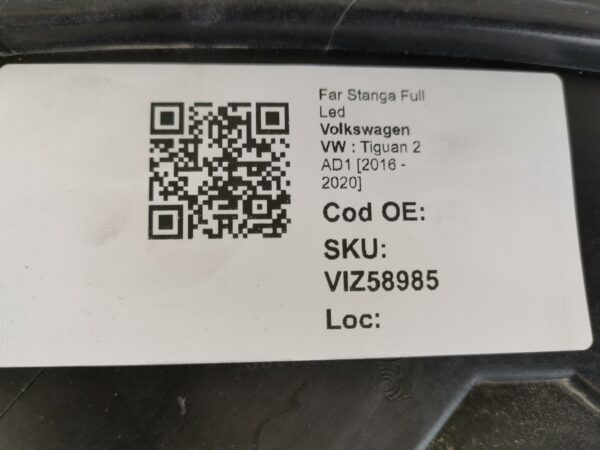 Far Stanga Full
Led
Volkswagen
VW : Tiguan 2
AD1 [2016 -
2020]
Cod OE:
SKU:
VIZ58985
Loc: